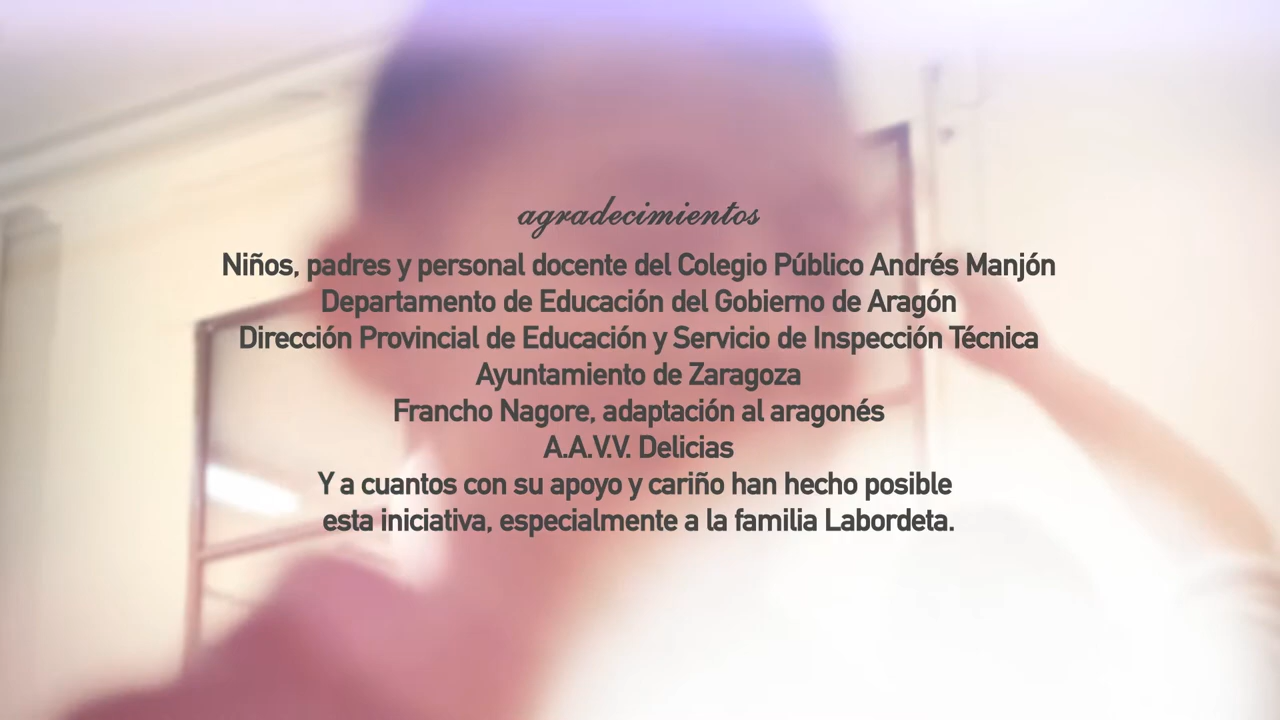 agradecimientos
Niños, padres y personal docente del Colegio Público Andrés Manjón
Departamento de Educación del Gobierno de Aragón
Dirección Provincial de Educación y Servicio de Inspección Técnica
Ayuntamiento de Zaragoza
Francho Nagore, adaptación al aragonés
A.A.V.V. Delicias
Y a cuantos con su apoyo y cariño han hecho posible
esta iniciativa, especialmente a la familia Labordeta.